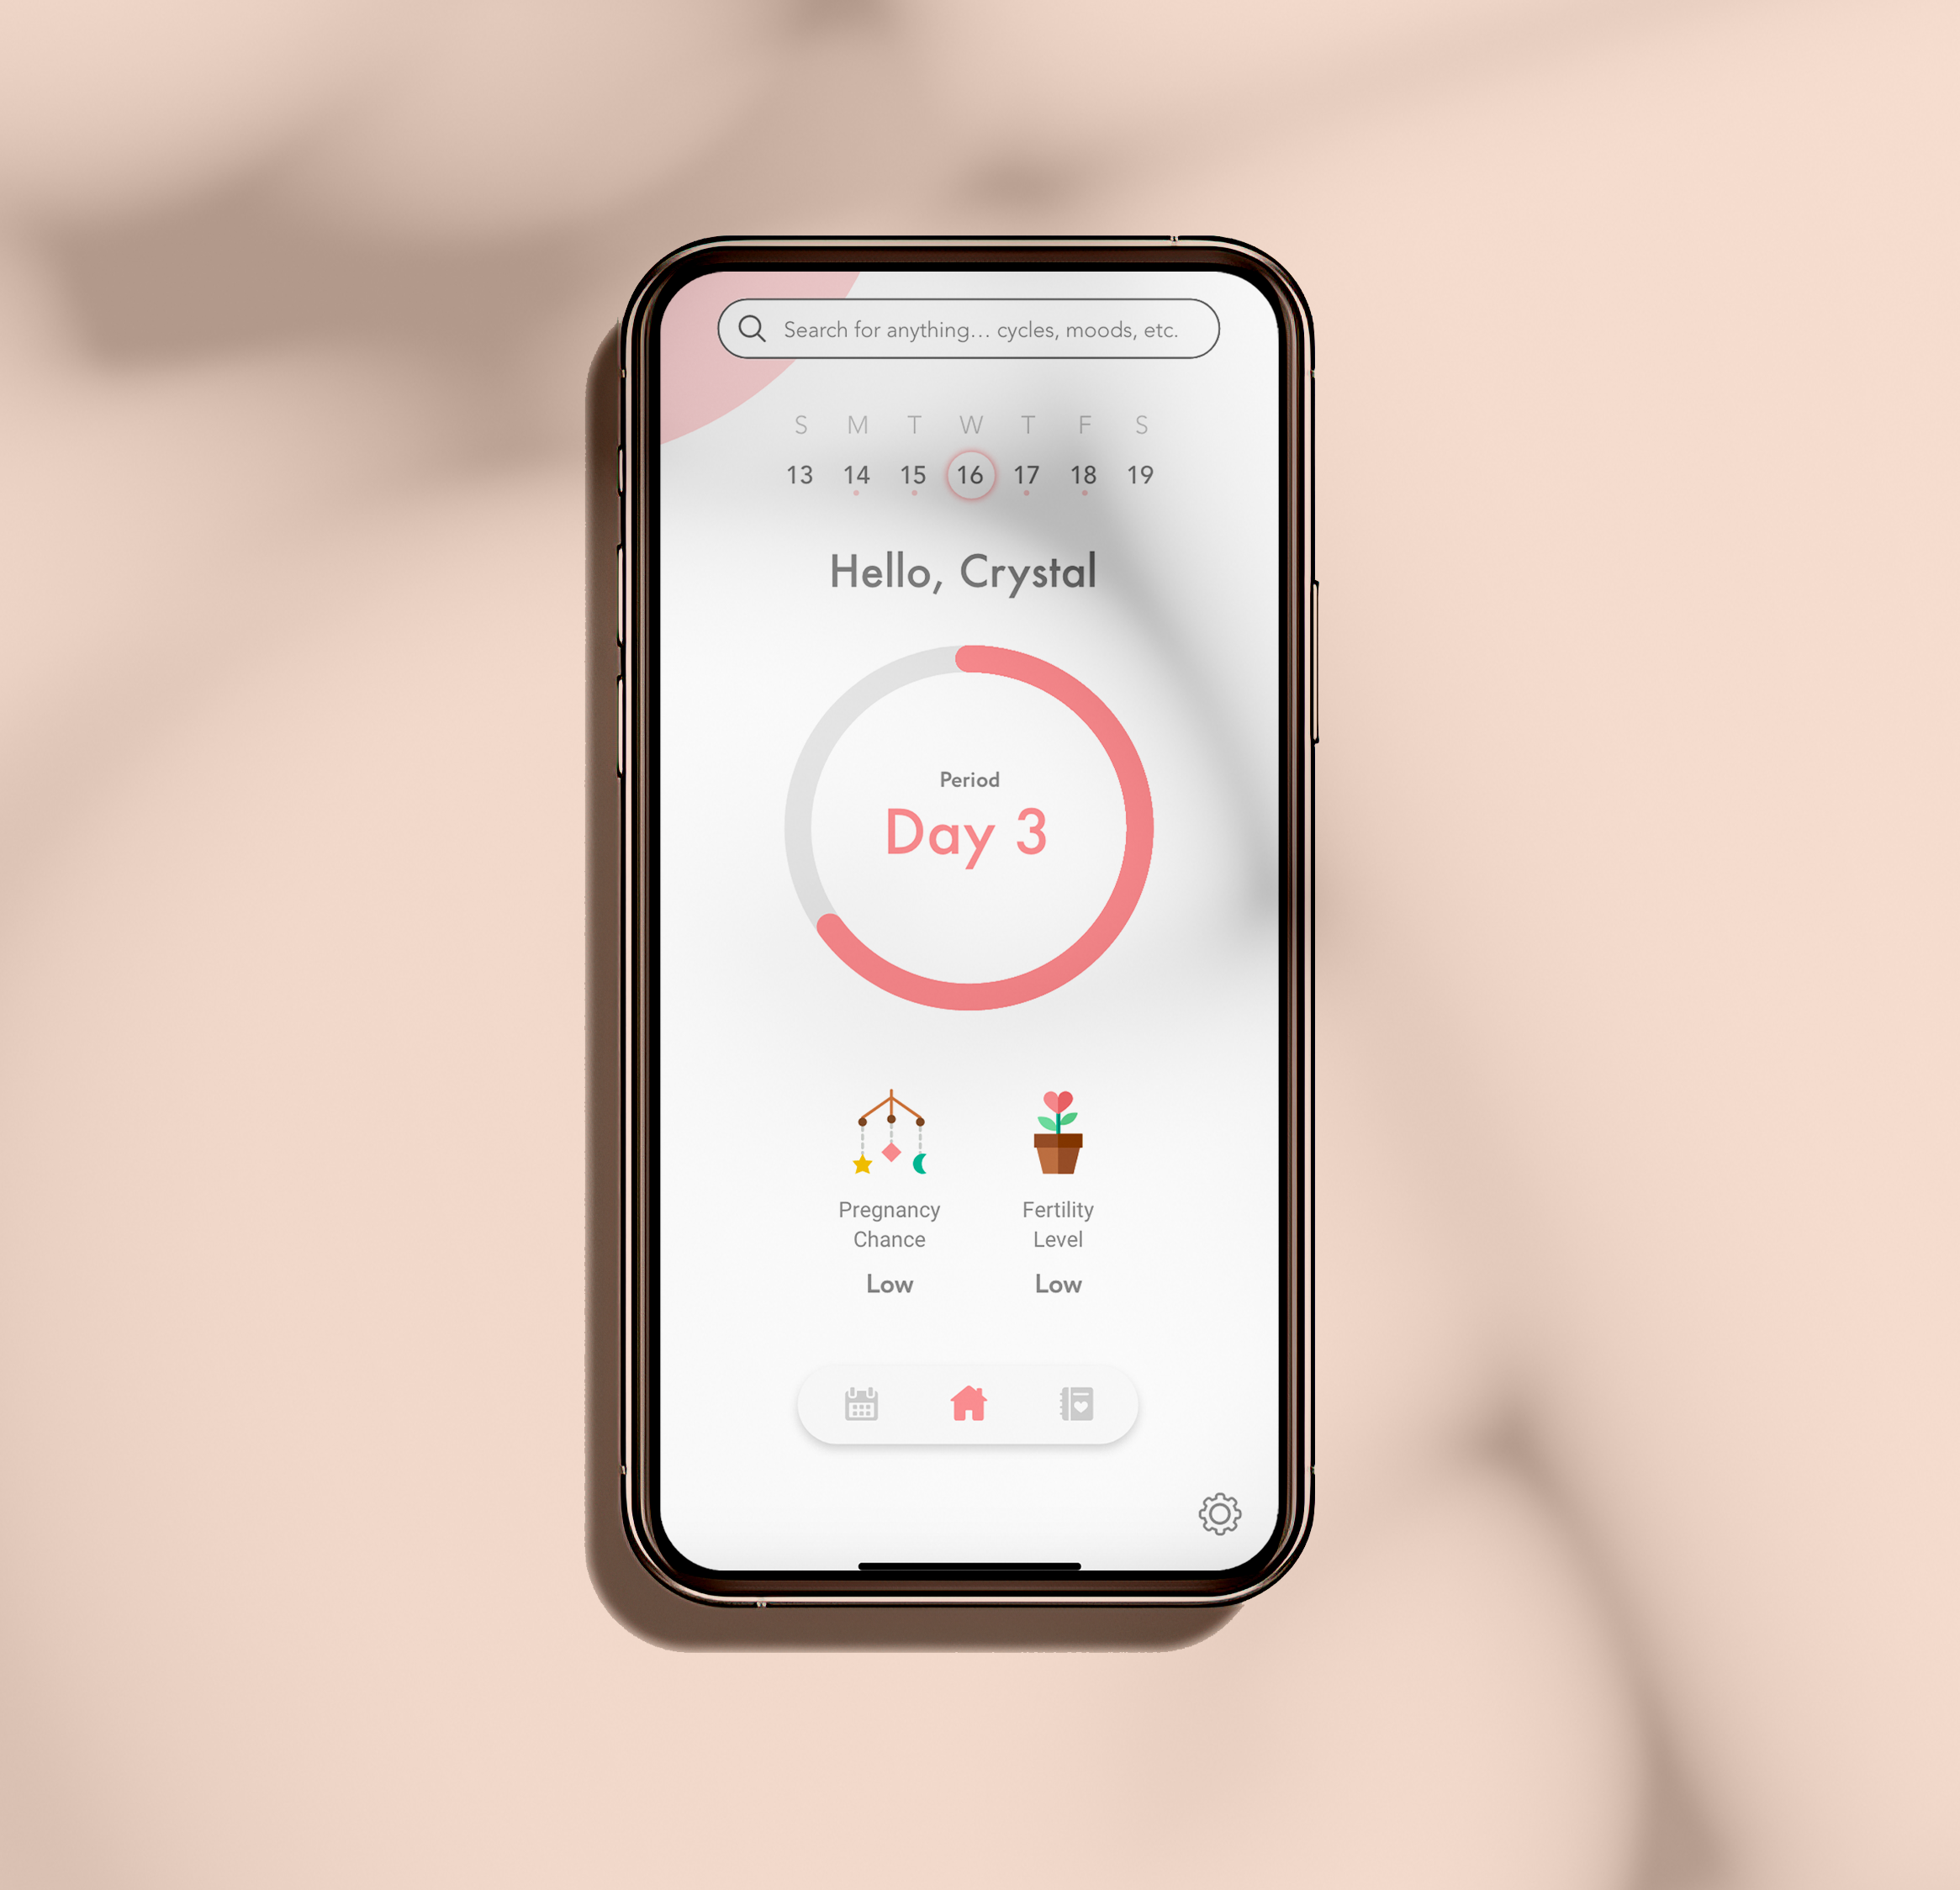 Search for anything... cycles, moods, etc.
S M T W T F S
13 14 15 16 17 18 19
Hello, Crystal
Period
Day 3
Pregnancy
Chance
Low
Fertility
Level
Low